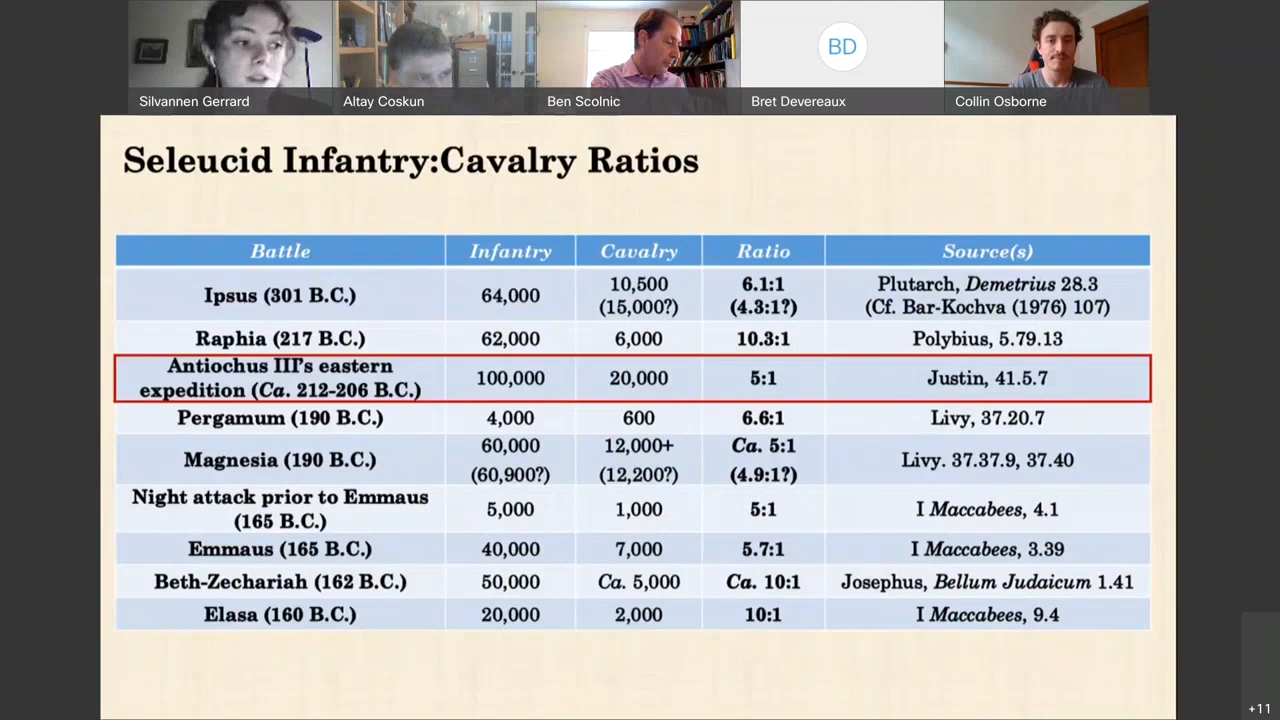 BD
Silvannen Gerrard
Altay Coskun
Ben Scolnic
Bret Devereaux
Collin Osborne
Seleucid Infantry:Cavalry Ratios
Battle Infantry Cavalry Ratio Source(s)
Ipsus (301 B.C.) 64,000 10,500 (15,000?) 6.1:1 (4.3:1?) Plutarch, Demetrius 28.3 (Cf. Bar-Kochva (1976) 107)
Raphia (217 B.C.) 62,000 6,000 10.3:1 Polybius, 5.79.13
Antiochus III's eastern expedition (Ca. 212-206 B.C.) 100,000 20,000 5:1 Justin, 41.5.7
Pergamum (190 B.C.) 4,000 600 6.6:1 Livy, 37.20.7
Magnesia (190 B.C.) 60,000 (60,900?) 12,000+ (12,200?) Ca. 5:1 (4.9:1?) Livy. 37.37.9, 37.40
Night attack prior to Emmaus (165 B.C.) 5,000 1,000 5:1 I Maccabees, 4.1
Emmaus (165 B.C.) 40,000 7,000 5.7:1 I Maccabees, 3.39
Beth-Zechariah (162 B.C.) 50,000 Ca. 5,000 Ca. 10:1 Josephus, Bellum Judaicum 1.41
Elasa (160 B.C.) 20,000 2,000 10:1 I Maccabees, 9.4
+11